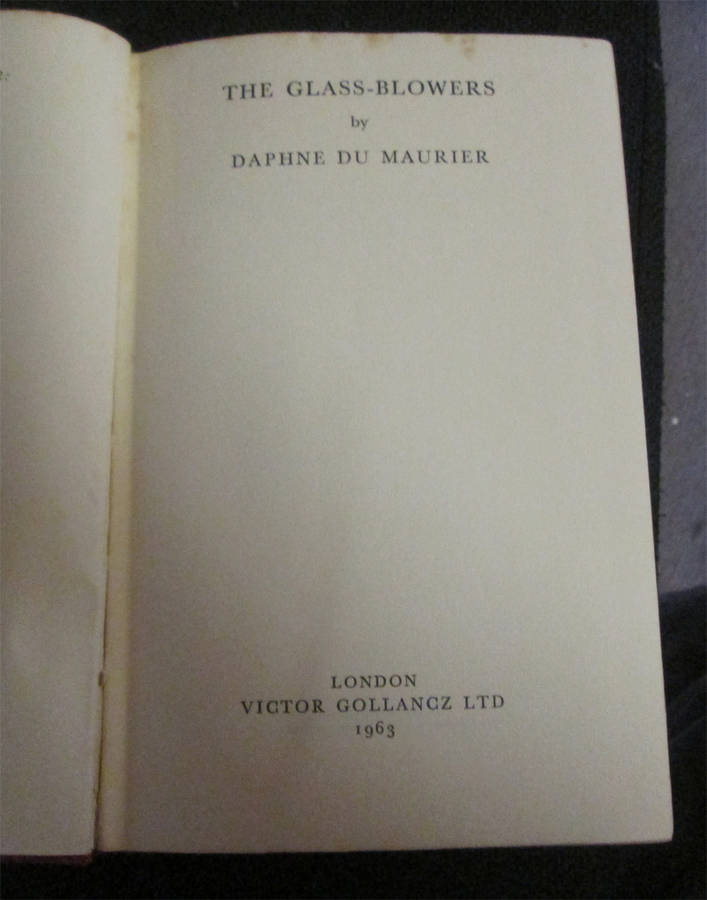 THE GLASS-BLOWERS
by
DAPHNE DU MAURIER
LONDON
VICTOR GOLLANCZ LTD
1963